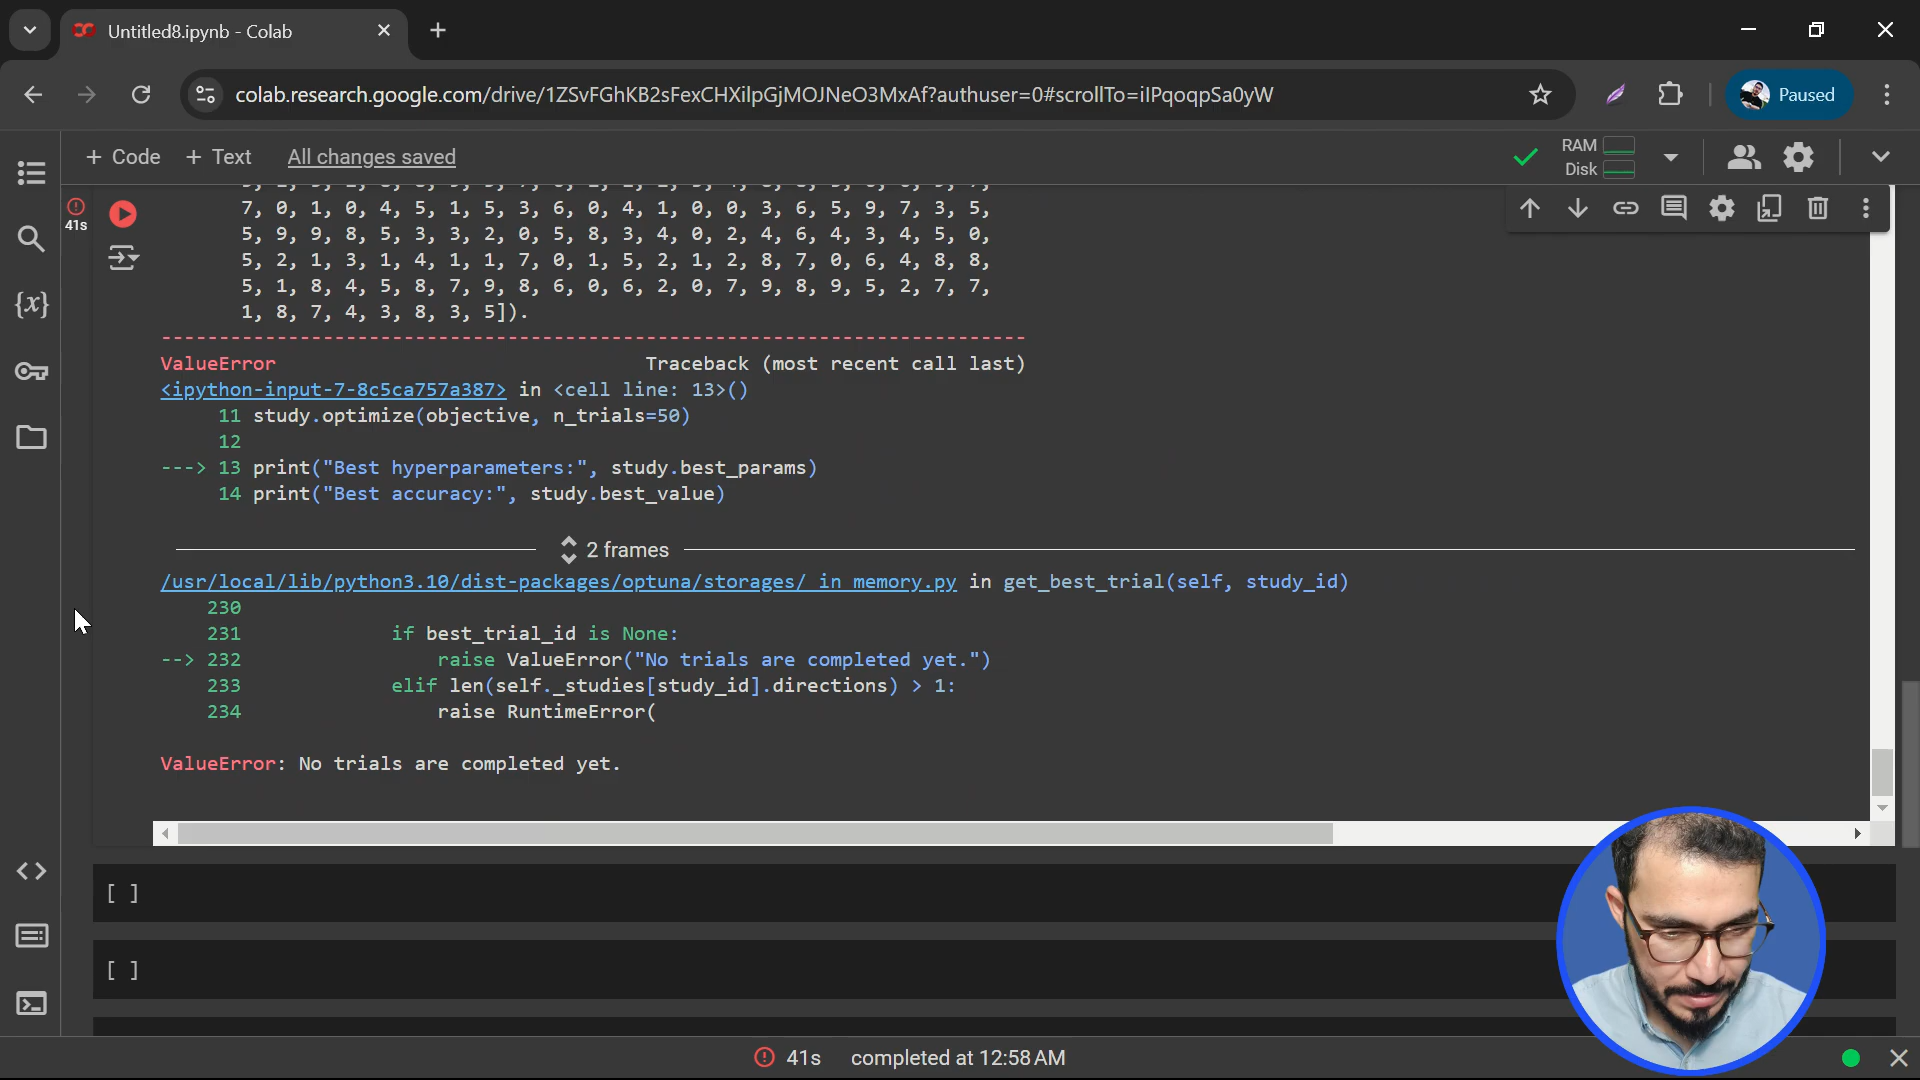 Untitled8.ipynb - Colab
colab.research.google.com/drive/1ZSvFGhKB2sFexCHXilpGjMOJNeO3MxAf?authuser=0#scrollTo=ilPqoqpSa0yW
Paused
+ Code + Text All changes saved
RAM
Disk
41s
7, 0, 1, 0, 4, 5, 1, 5, 3, 6, 0, 4, 1, 0, 0, 3, 6, 5, 9, 7, 3, 5,
5, 9, 9, 8, 5, 3, 3, 2, 0, 5, 8, 3, 4, 0, 2, 4, 6, 4, 3, 4, 5, 0,
5, 2, 1, 3, 1, 4, 1, 1, 7, 0, 1, 5, 2, 1, 2, 8, 7, 0, 6, 4, 8, 8,
5, 1, 8, 4, 5, 8, 7, 9, 8, 6, 0, 6, 2, 0, 7, 9, 8, 9, 5, 2, 7, 7,
1, 8, 7, 4, 3, 8, 3, 5]).
---------------------------------------------------------------------------
ValueError Traceback (most recent call last)
<ipython-input-7-8c5ca757a387> in <cell line: 13>()
11 study.optimize(objective, n_trials=50)
12
---> 13 print("Best hyperparameters:", study.best_params)
14 print("Best accuracy:", study.best_value)
2 frames
/usr/local/lib/python3.10/dist-packages/optuna/storages/_in_memory.py in get_best_trial(self, study_id)
230
231 if best_trial_id is None:
--> 232 raise ValueError("No trials are completed yet.")
233 elif len(self._studies[study_id].directions) > 1:
234 raise RuntimeError(
ValueError: No trials are completed yet.
[ ]
[ ]
41s completed at 12:58 AM